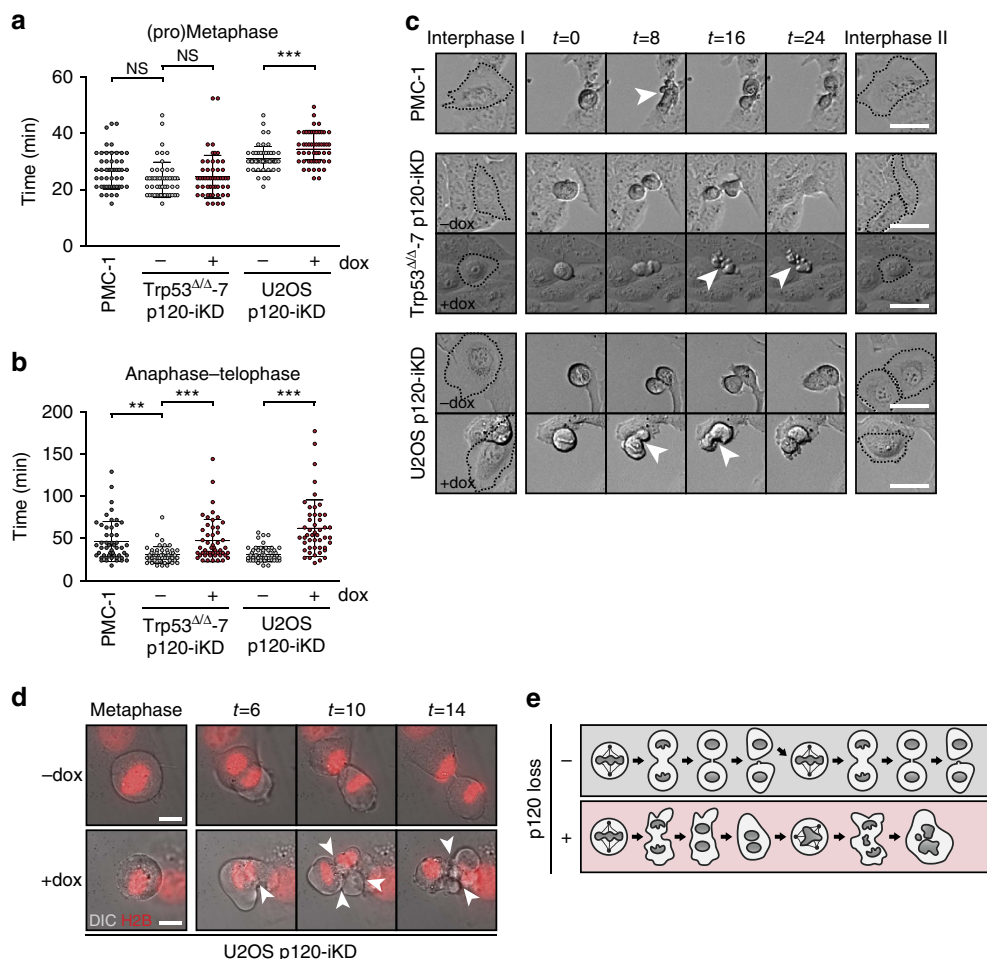 a
(pro)Metaphase
NS
NS
***
60
40
20
0
Time (min)
PMC-1
– + – + dox
Trp53Δ/Δ-7
p120-iKD
U2OS
p120-iKD
b
Anaphase–telophase
** *** ***
200
150
100
50
0
Time (min)
PMC-1
– + – + dox
Trp53Δ/Δ-7
p120-iKD
U2OS
p120-iKD
c
Interphase I t=0 t=8 t=16 t=24 Interphase II
PMC-1
Trp53Δ/Δ-7 p120-iKD
–dox
+dox
U2OS p120-iKD
–dox
+dox
d
Metaphase t=6 t=10 t=14
–dox
+dox
DIC H2B
U2OS p120-iKD
e
p120 loss
–
+